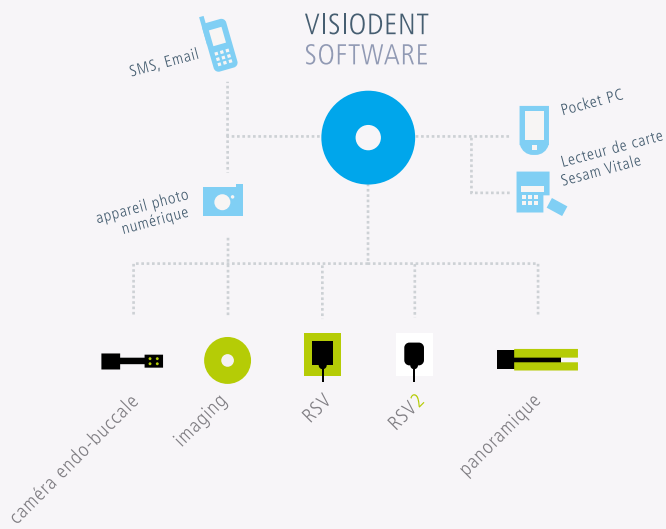 VISIODENT
SOFTWARE
SMS, Email
Pocket PC
Lecteur de carte
Sesam Vitale
appareil photo
numérique
caméra endo-buccale
imaging
RSV
RSV2
panoramique